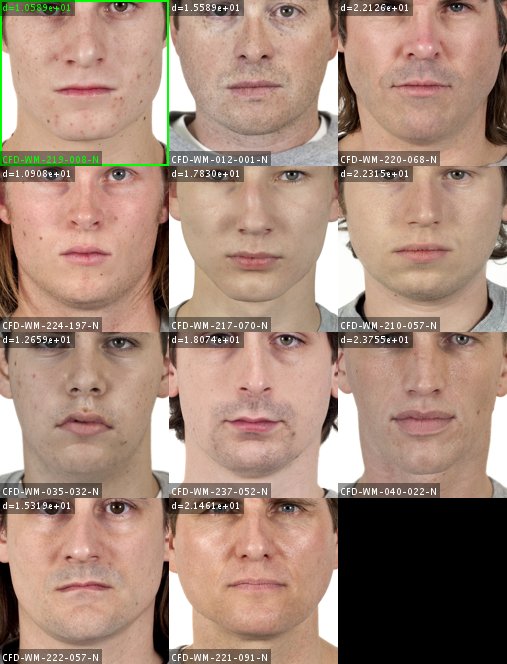 d=1.0589e+01
d=1.5589e+01
d=2.2126e+01
CFD-WM-219-008-N
CFD-WM-012-001-N
CFD-WM-220-068-N
d=1.0908e+01
d=1.7830e+01
d=2.2315e+01
CFD-WM-224-197-N
CFD-WM-217-070-N
CFD-WM-210-057-N
d=1.2659e+01
d=1.8074e+01
d=2.3755e+01
CFD-WM-035-032-N
CFD-WM-237-052-N
CFD-WM-040-022-N
d=1.5319e+01
d=2.1461e+01
CFD-WM-222-057-N
CFD-WM-221-091-N